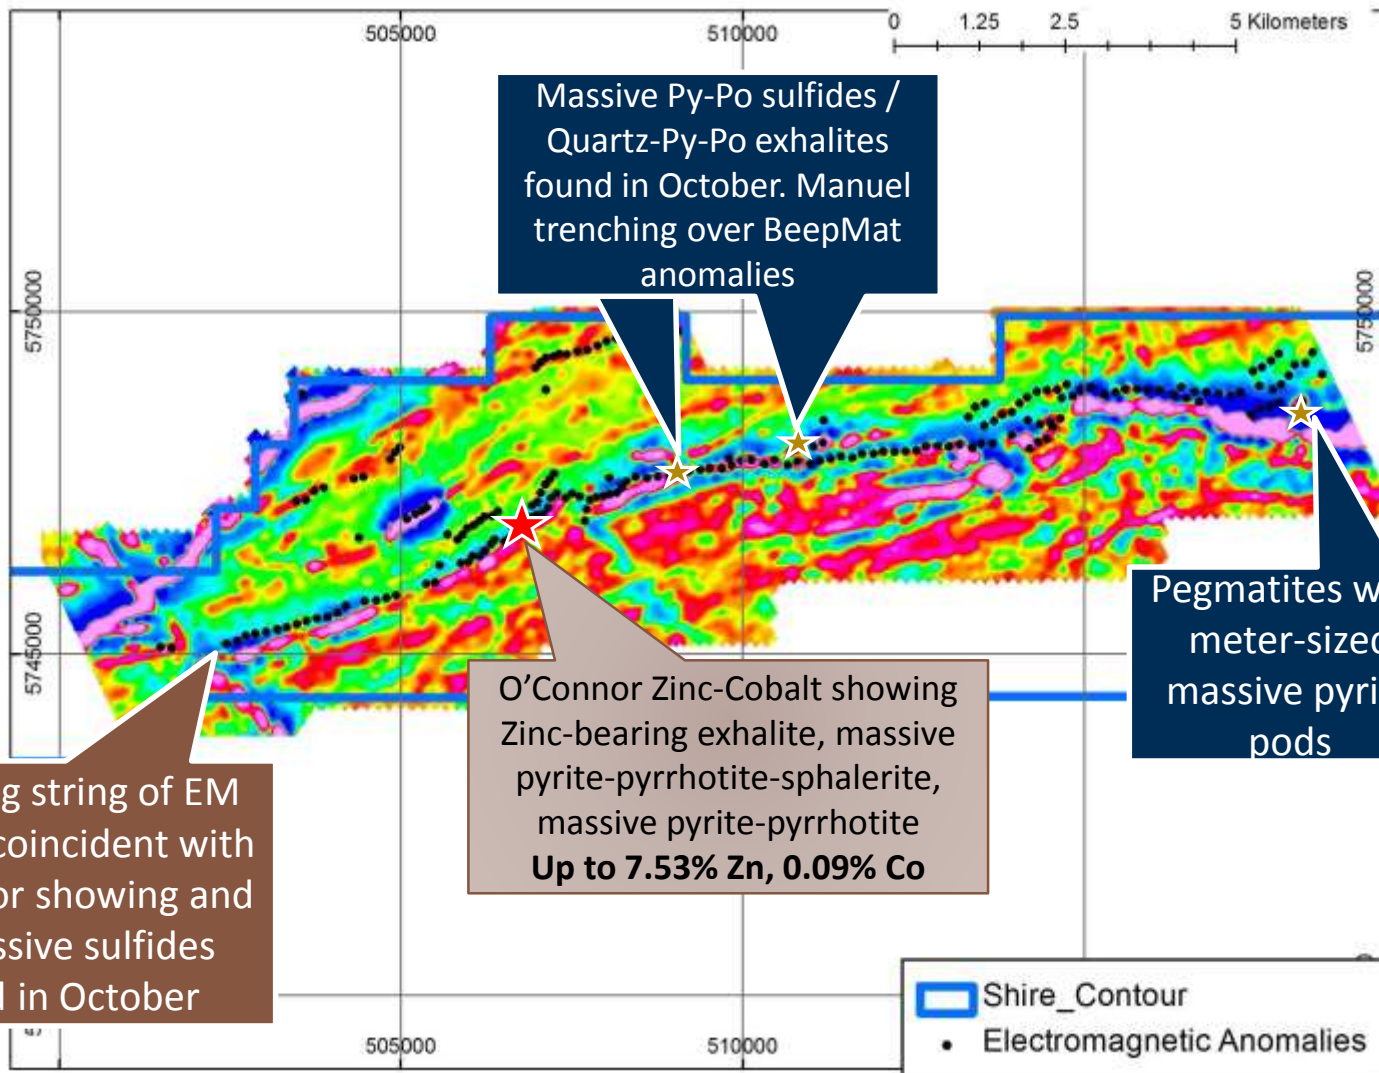 505000
510000
0 1.25 2.5 5 Kilometers
Massive Py-Po sulfides /
Quartz-Py-Po exhalites
found in October. Manuel
trenching over BeepMat
anomalies
5750000
5750000
5745000
Pegmatites
meter-sized
massive
pods
O’Connor Zinc-Cobalt showing
Zinc-bearing exhalite, massive
pyrite-pyrrhotite-sphalerite,
massive pyrite-pyrrhotite
Up to 7.53% Zn, 0.09% Co
string of EM
coincident with
showing and
sulfides
in October
505000
510000
Shire_Contour
Electromagnetic Anomalies